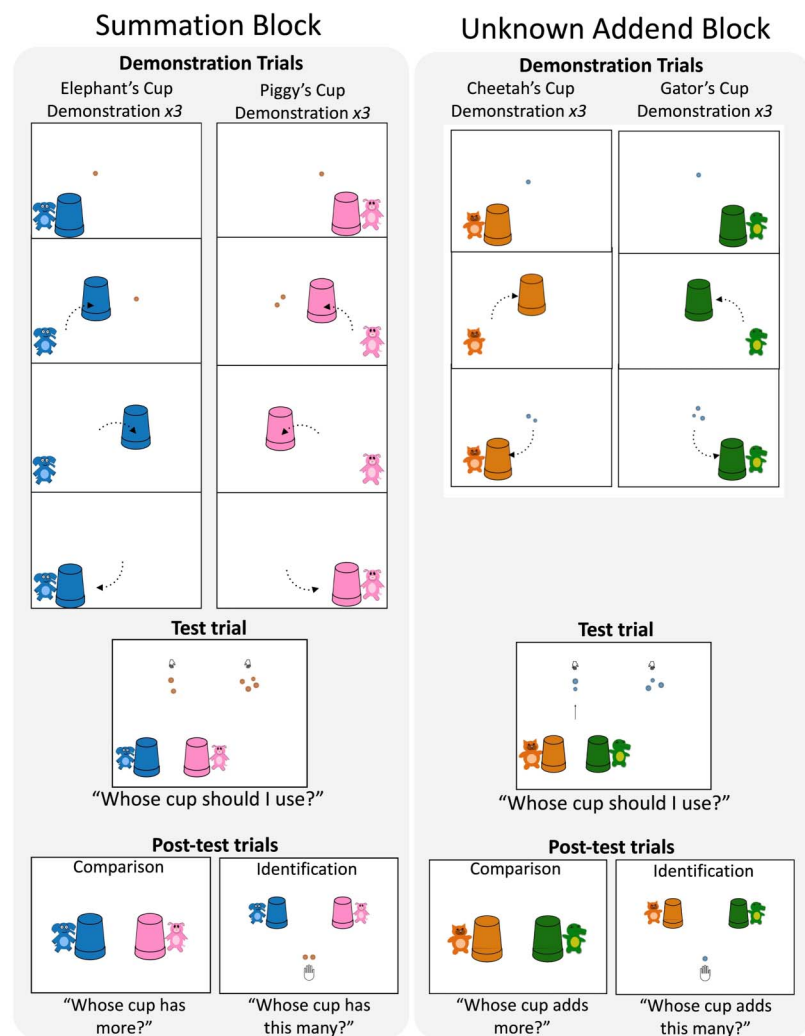 Summation Block
Demonstration Trials
Elephant's Cup
Demonstration x3
Piggy's Cup
Demonstration x3
Test trial
"Whose cup should I use?"
Post-test trials
Comparison
Identification
"Whose cup has
more?"
"Whose cup has
this many?"
Unknown Addend Block
Demonstration Trials
Cheetah's Cup
Demonstration x3
Gator's Cup
Demonstration x3
Test trial
"Whose cup should I use?"
Post-test trials
Comparison
Identification
"Whose cup adds
more?"
"Whose cup adds
this many?"